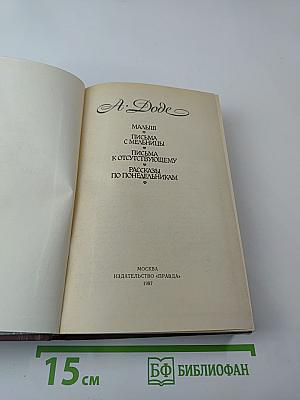 А. Доде
МАЛЫШ
ПИСЬМА
С МЕЛЬНИЦЫ
ПИСЬМА
К ОТСУТСТВУЮЩЕМУ
РАССКАЗЫ
ПО ПОНЕДЕЛЬНИКАМ
МОСКВА
ИЗДАТЕЛЬСТВО «ПРАВДА»
1987
15 см
БФ БИБЛИОФАН